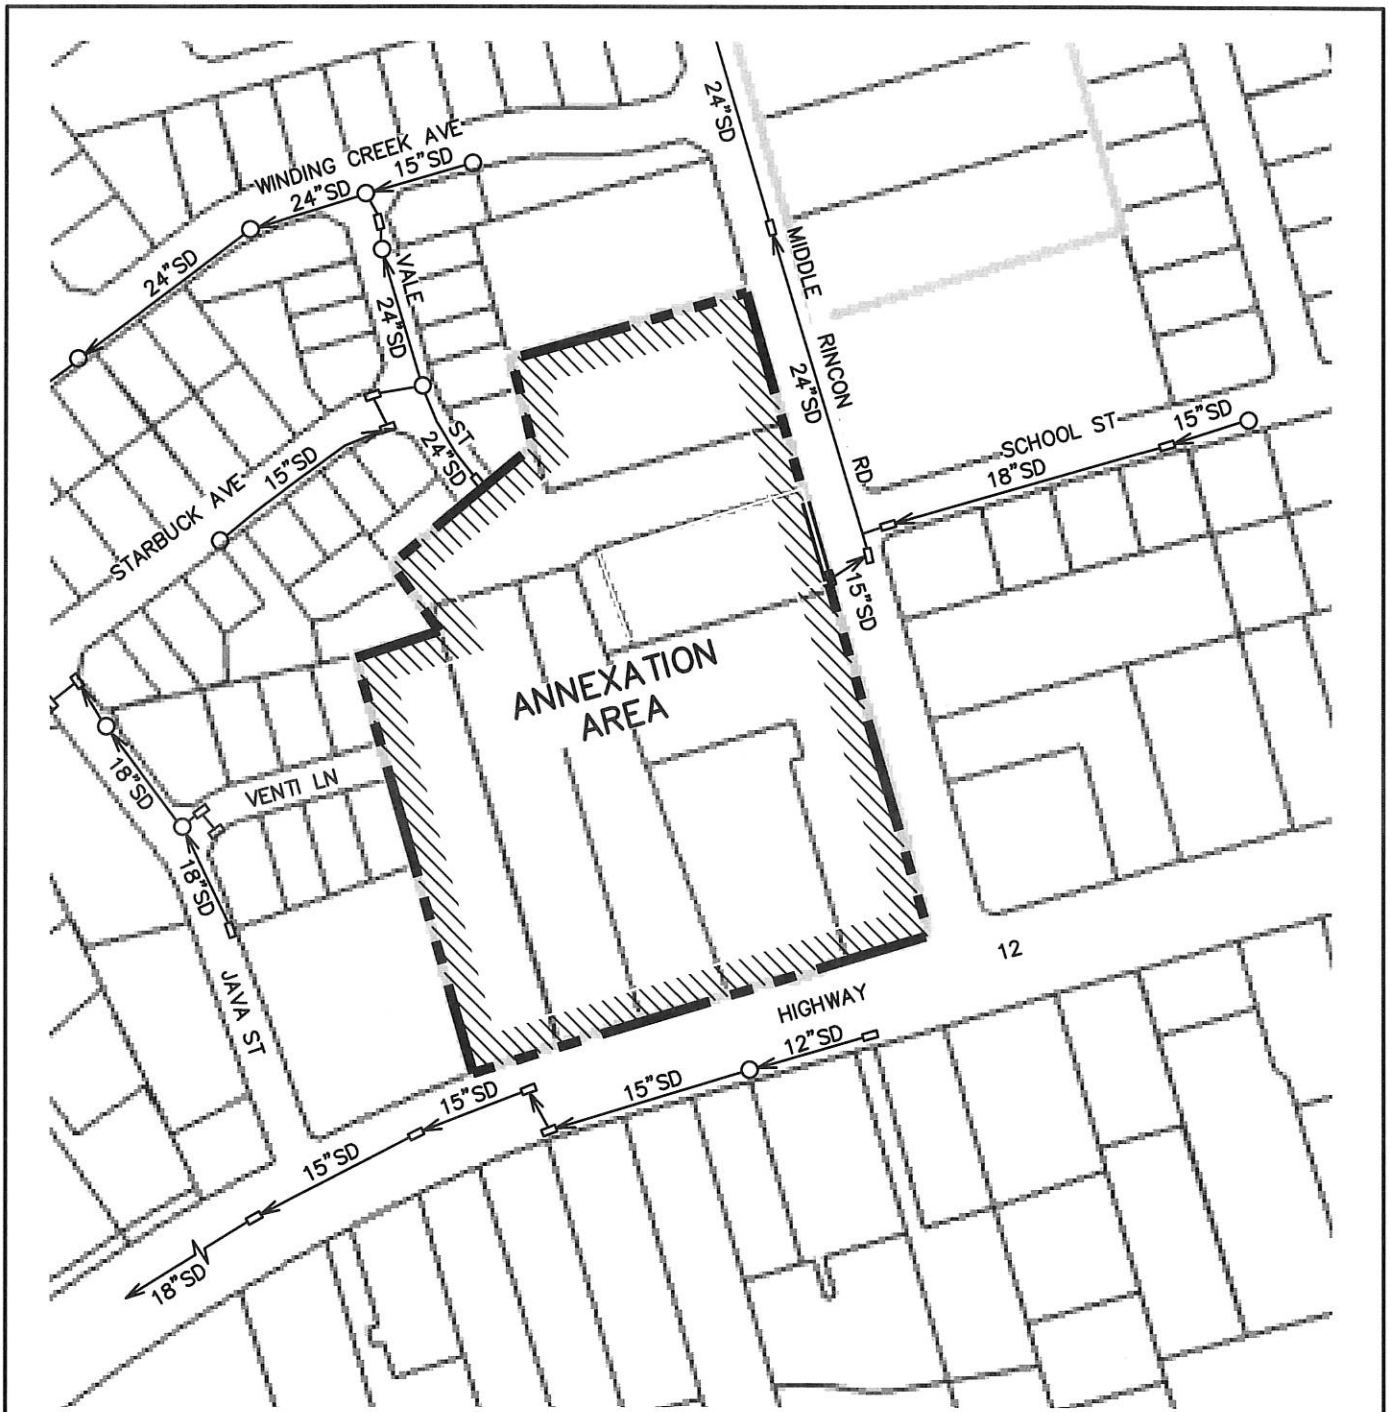 24"SD
WINDING CREEK AVE
15"SD
24"SD
24"SD
VALE
ST
24"SD
24"SD
MIDDLE RINCON RD
24"SD
SCHOOL ST
15"SD
18"SD
STARBUCK AVE
15"SD
15"SD
ANNEXATION
AREA
18"SD
VENTI LN
18"SD
JAVA ST
12
HIGHWAY
12"SD
15"SD
15"SD
15"SD
18"SD